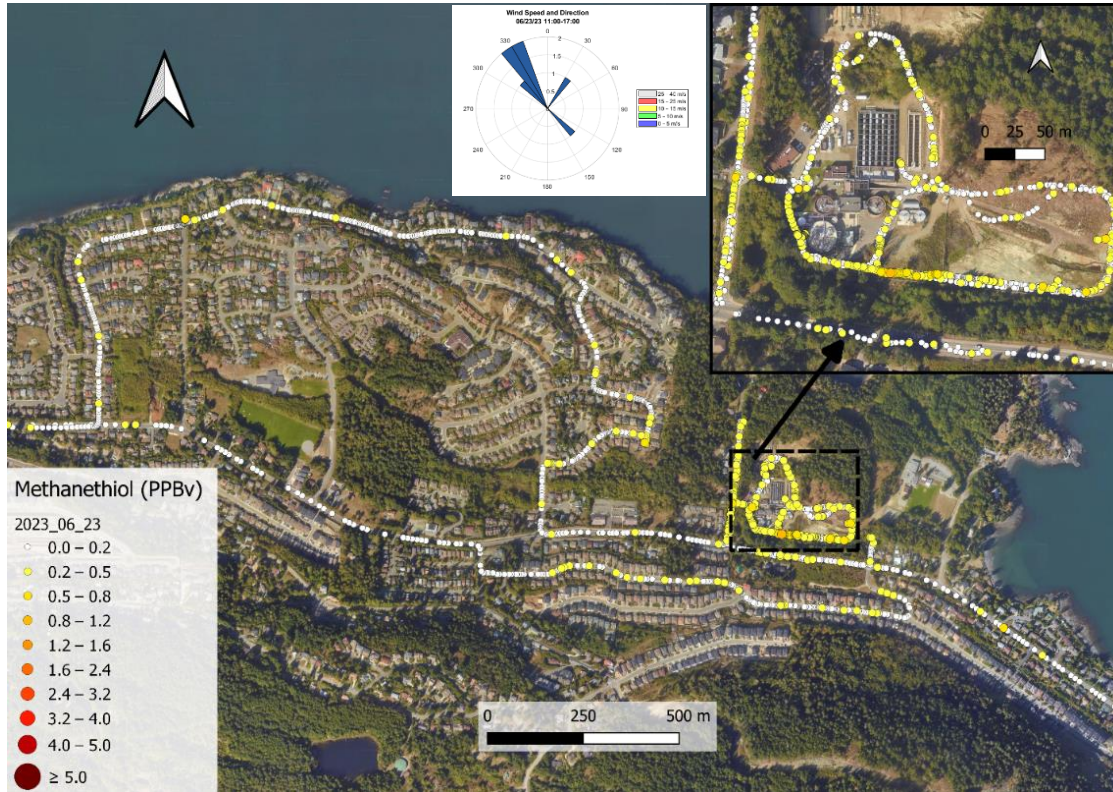 Wind Speed and Direction
06/23/23 11:00-17:00
0
30
60
90
120
150
180
210
240
270
300
330
2
1.5
1
0.5
25 - 40 m/s
15 - 25 m/s
10 - 15 m/s
5 - 10 m/s
0 - 5 m/s
0 25 50 m
Methanethiol (PPBv)
2023_06_23
0.0 – 0.2
0.2 – 0.5
0.5 – 0.8
0.8 – 1.2
1.2 – 1.6
1.6 – 2.4
2.4 – 3.2
3.2 – 4.0
4.0 – 5.0
≥ 5.0
0 250 500 m